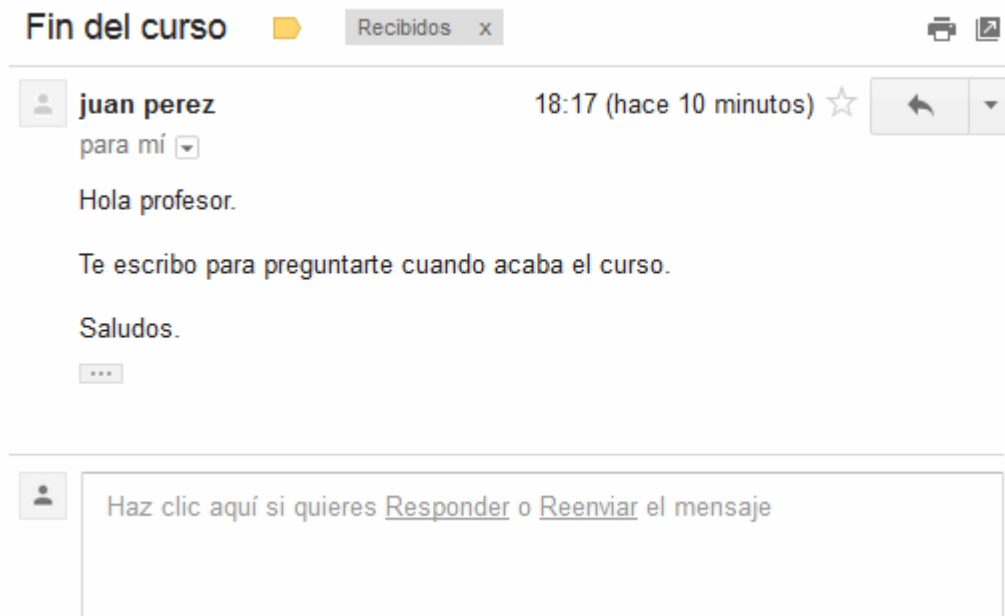 Fin del curso Recibidos x
juan perez 18:17 (hace 10 minutos)
para mí
Hola profesor.
Te escribo para preguntarte cuando acaba el curso.
Saludos.
Haz clic aquí si quieres Responder o Reenviar el mensaje